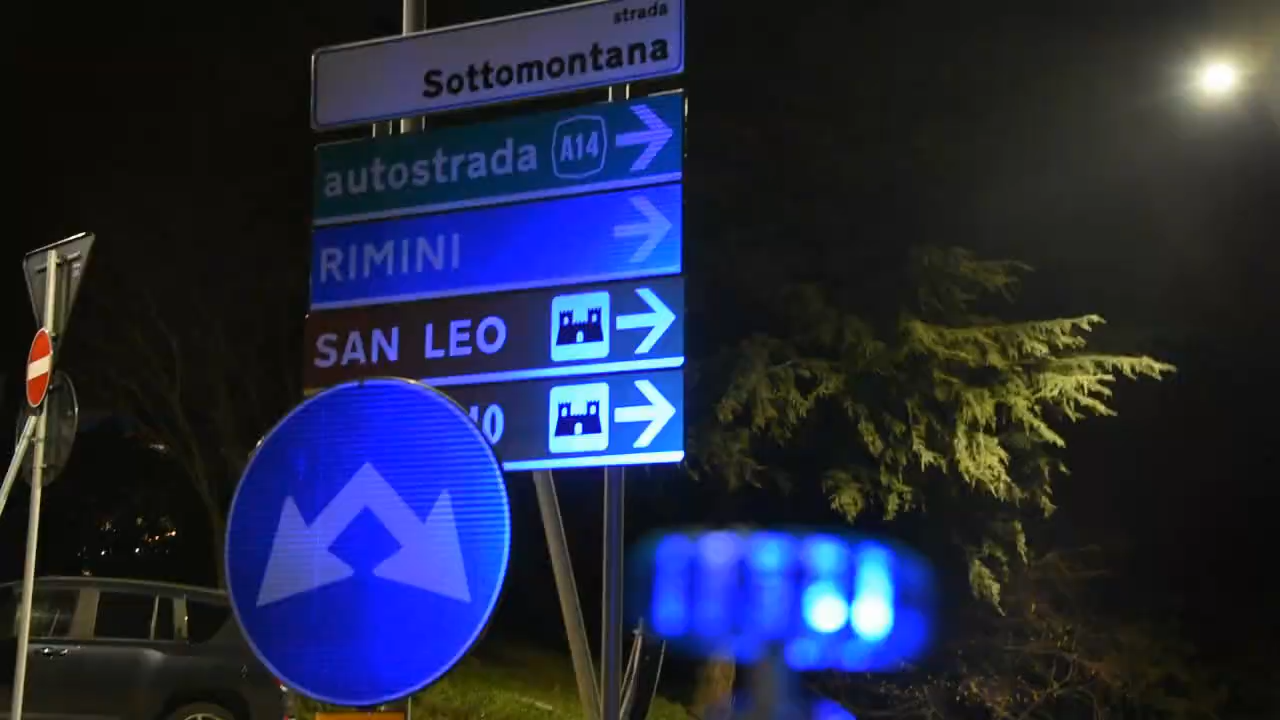 strada
Sottomontana
autostrada A14
RIMINI
SAN LEO